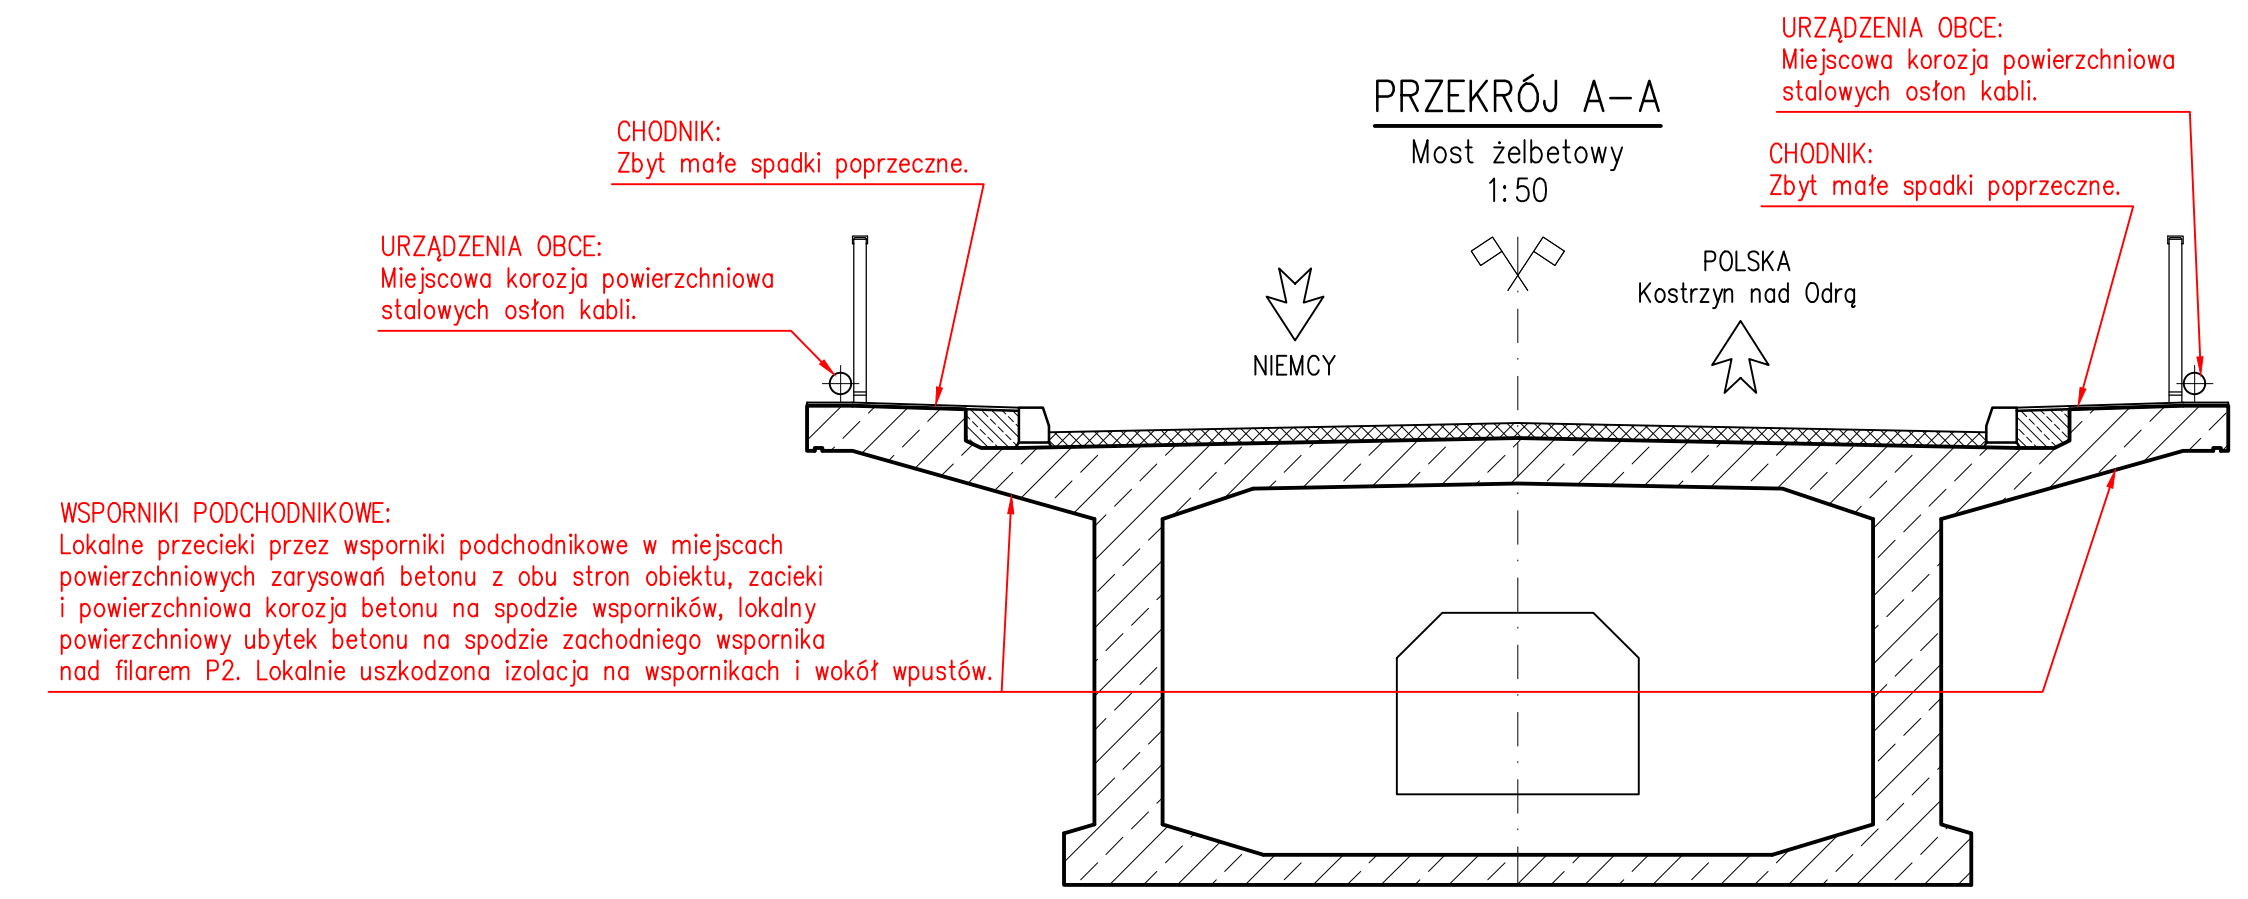 URZĄDZENIA OBCE:
Miejscowa korozja powierzchniowa
stalowych osłon kabli.
PRZEKRÓJ A-A
Most żelbetowy
1:50
CHODNIK:
Zbyt małe spadki poprzeczne.
CHODNIK:
Zbyt małe spadki poprzeczne.
URZĄDZENIA OBCE:
Miejscowa korozja powierzchniowa
stalowych osłon kabli.
POLSKA
Kostrzyn nad Odrą
NIEMCY
WSPORNIKI PODCHODNIKOWE:
Lokalne przecieki przez wsporniki podchodnikowe w miejscach
powierzchniowych zarysowań betonu z obu stron obiektu, zacieki
i powierzchniowa korozja betonu na spodzie wsporników, lokalny
powierzchniowy ubytek betonu na spodzie zachodniego wspornika
nad filarem P2. Lokalnie uszkodzona izolacja na wspornikach i wokół wpustów.